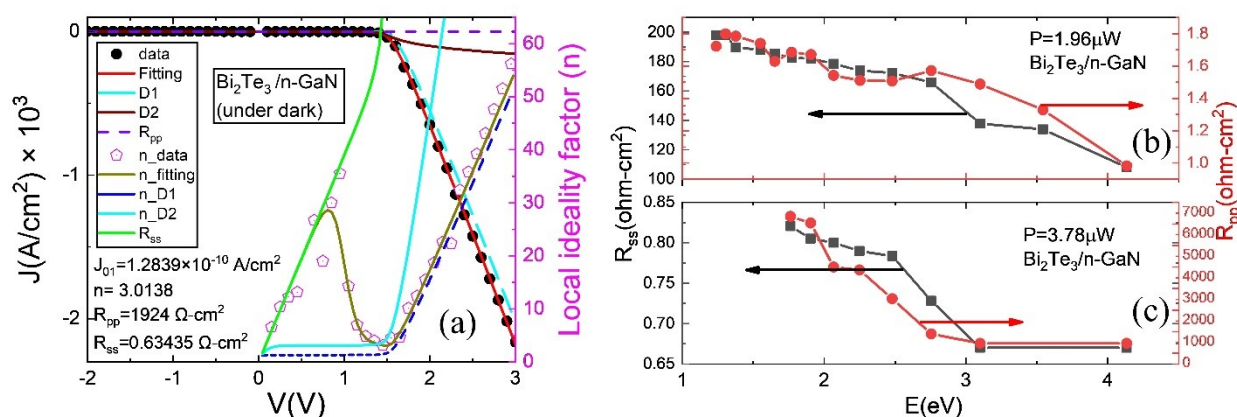 J(A/cm²) × 10³
0
-1
-2
data
Fitting
D1
D2
Rpp
n_data
n_fitting
n_D1
n_D2
Rss
Bi₂Te₃/n-GaN
(under dark)
J₀₁=1.2839×10⁻¹⁰ A/cm²
n= 3.0138
Rpp=1924 Ω-cm²
Rss=0.63435 Ω-cm²
(a)
-2 -1 0 1 2 3
V(V)
60
50
40
30
20
10
0
Local ideality factor (n)
200
180
160
140
120
100
P=1.96μW
Bi₂Te₃/n-GaN
(b)
1.8
1.6
1.4
1.2
1.0
Rss(ohm-cm²)
Rpp(ohm-cm²)
0.85
0.80
0.75
0.70
0.65
P=3.78μW
Bi₂Te₃/n-GaN
(c)
7000
6000
5000
4000
3000
2000
1000
0
1 2 3 4
E(eV)